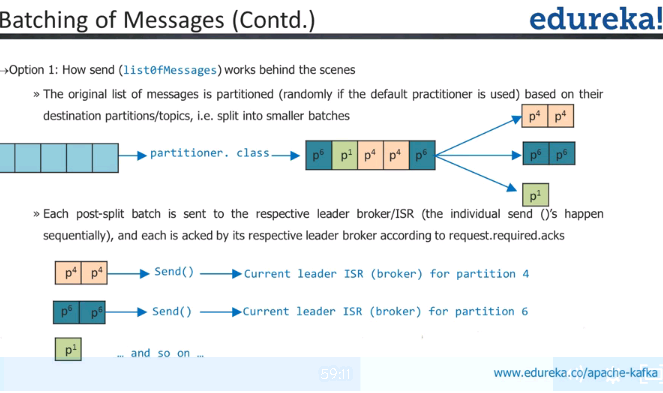 Batching of Messages (Contd.)
edureka!
→Option 1: How send (list0fMessages) works behind the scenes
» The original list of messages is partitioned (randomly if the default practitioner is used) based on their
destination partitions/topics, i.e. split into smaller batches
p4 p4
partitioner. class
p6 p1 p4 p4 p6
p6 p6
p1
» Each post-split batch is sent to the respective leader broker/ISR (the individual send ()'s happen
sequentially), and each is acked by its respective leader broker according to request.required.acks
p4 p4 Send() Current leader ISR (broker) for partition 4
p6 p6 Send() Current leader ISR (broker) for partition 6
p1 … and so on …
59:11
www.edureka.co/apache-kafka